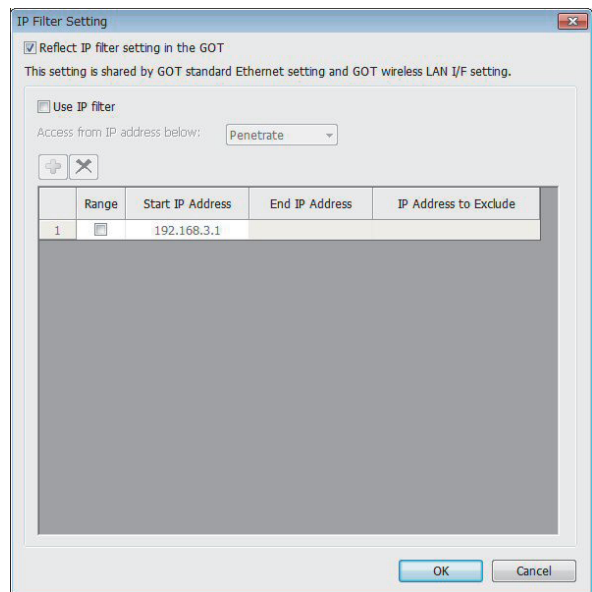 IP Filter Setting
Reflect IP filter setting in the GOT
This setting is shared by GOT standard Ethernet setting and GOT wireless LAN I/F setting.
Use IP filter
Access from IP address below: Penetrate
Range Start IP Address End IP Address IP Address to Exclude
1 192.168.3.1
OK Cancel